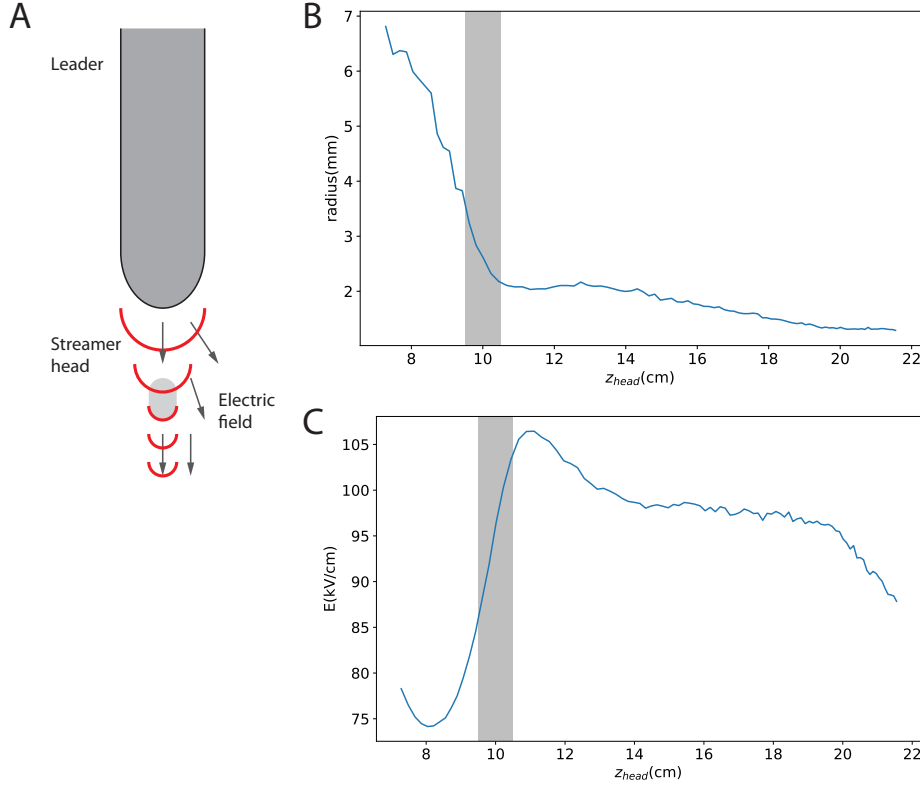 A
Leader
Streamer
head
Electric
field
B
7
6
5
4
3
2
radius(mm)
8 10 12 14 16 18 20 22
z_head(cm)
C
105
100
95
90
85
80
75
E(kV/cm)
8 10 12 14 16 18 20 22
z_head(cm)